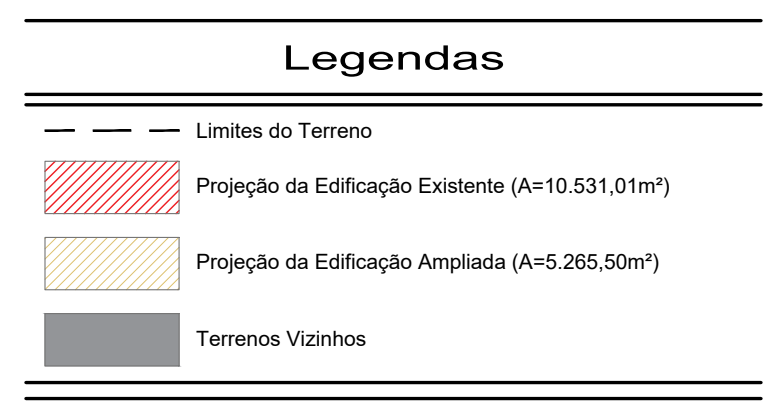 Legendas
Limites do Terreno
Projeção da Edificação Existente (A=10.531,01m²)
Projeção da Edificação Ampliada (A=5.265,50m²)
Terrenos Vizinhos